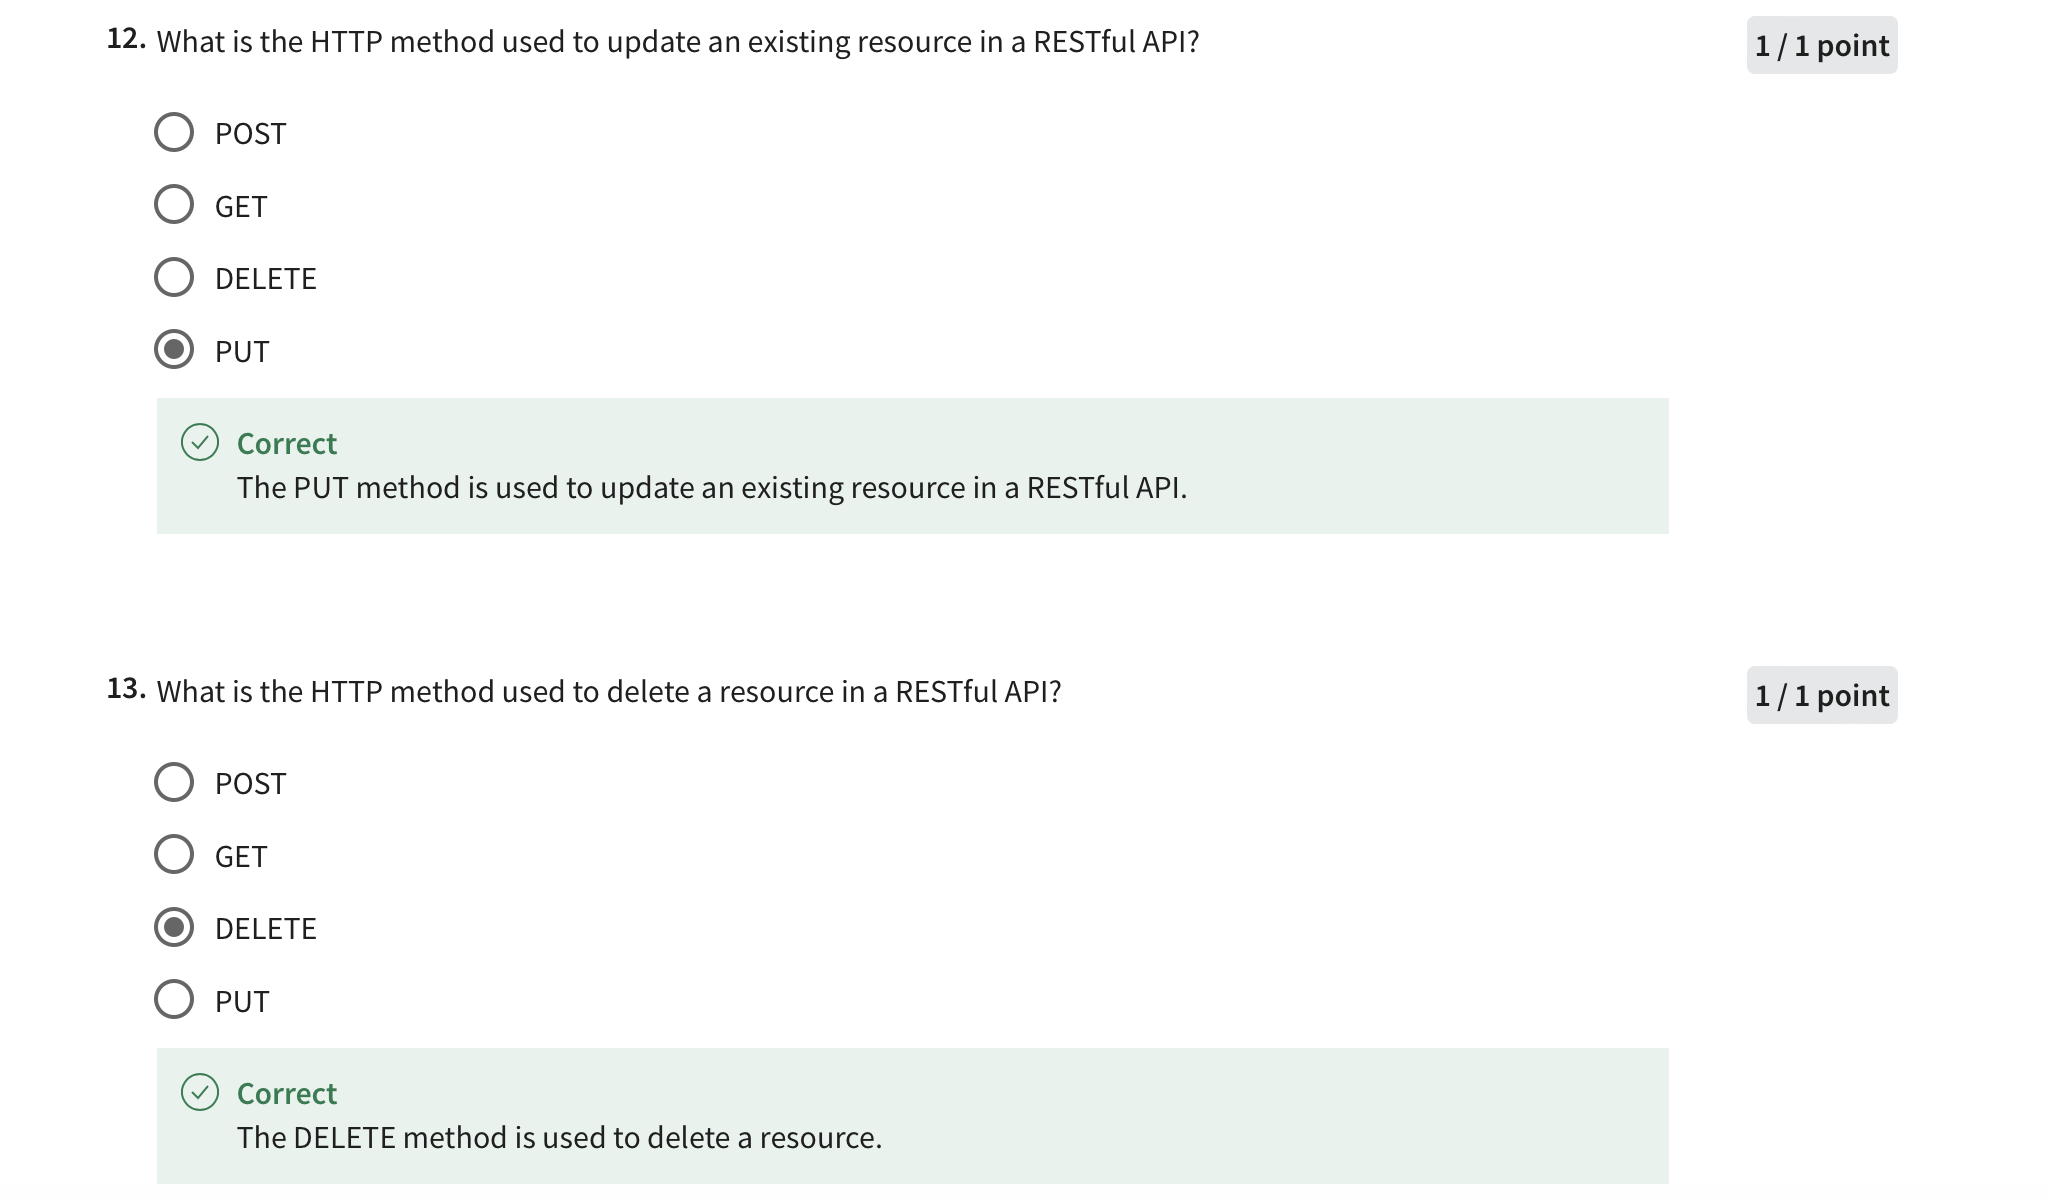 12. What is the HTTP method used to update an existing resource in a RESTful API?
1 / 1 point
POST
GET
DELETE
PUT
Correct
The PUT method is used to update an existing resource in a RESTful API.
13. What is the HTTP method used to delete a resource in a RESTful API?
1 / 1 point
POST
GET
DELETE
PUT
Correct
The DELETE method is used to delete a resource.